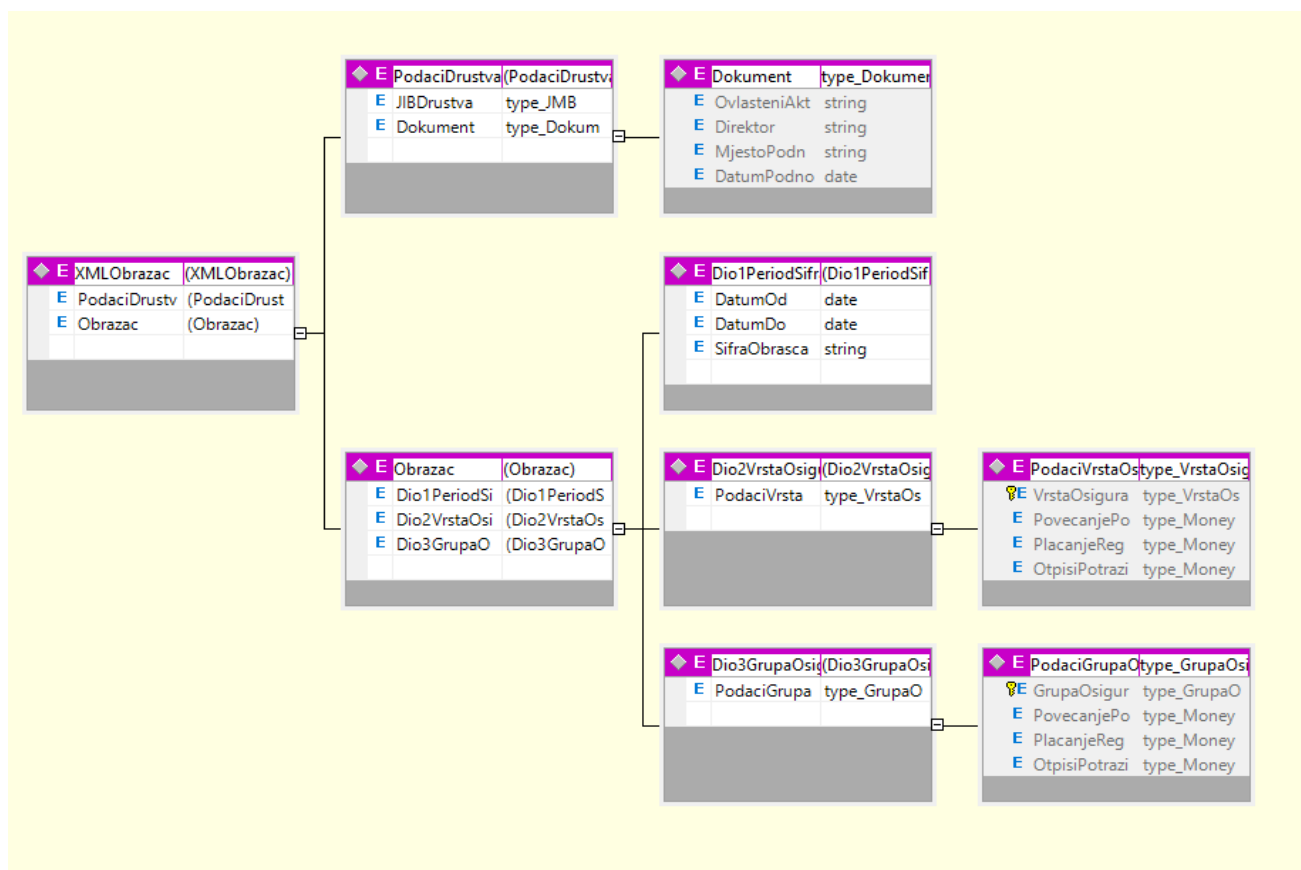 E PodaciDrustva (PodaciDrustva
E JIBDrustva type_JMB
E Dokument type_Dokum
E Dokument type_Dokumen
E OvlasteniAkt string
E Direktor string
E MjestoPodn string
E DatumPodno date
E XMLObrazac (XMLObrazac)
E PodaciDrustv (PodaciDrust
E Obrazac (Obrazac)
E Dio1PeriodSifr (Dio1PeriodSif
E DatumOd date
E DatumDo date
E SifraObrasca string
E Obrazac (Obrazac)
E Dio1PeriodSi (Dio1PeriodS
E Dio2VrstaOsi (Dio2VrstaOs
E Dio3GrupaO (Dio3GrupaO
E Dio2VrstaOsig (Dio2VrstaOsig
E PodaciVrsta type_VrstaOs
E PodaciVrstaOs type_VrstaOsig
E VrstaOsigura type_VrstaOs
E PovecanjePo type_Money
E PlacanjeReg type_Money
E OtpisiPotrazi type_Money
E Dio3GrupaOsig (Dio3GrupaOsi
E PodaciGrupa type_GrupaO
E PodaciGrupaO type_GrupaOsi
E GrupaOsigur type_GrupaO
E PovecanjePo type_Money
E PlacanjeReg type_Money
E OtpisiPotrazi type_Money